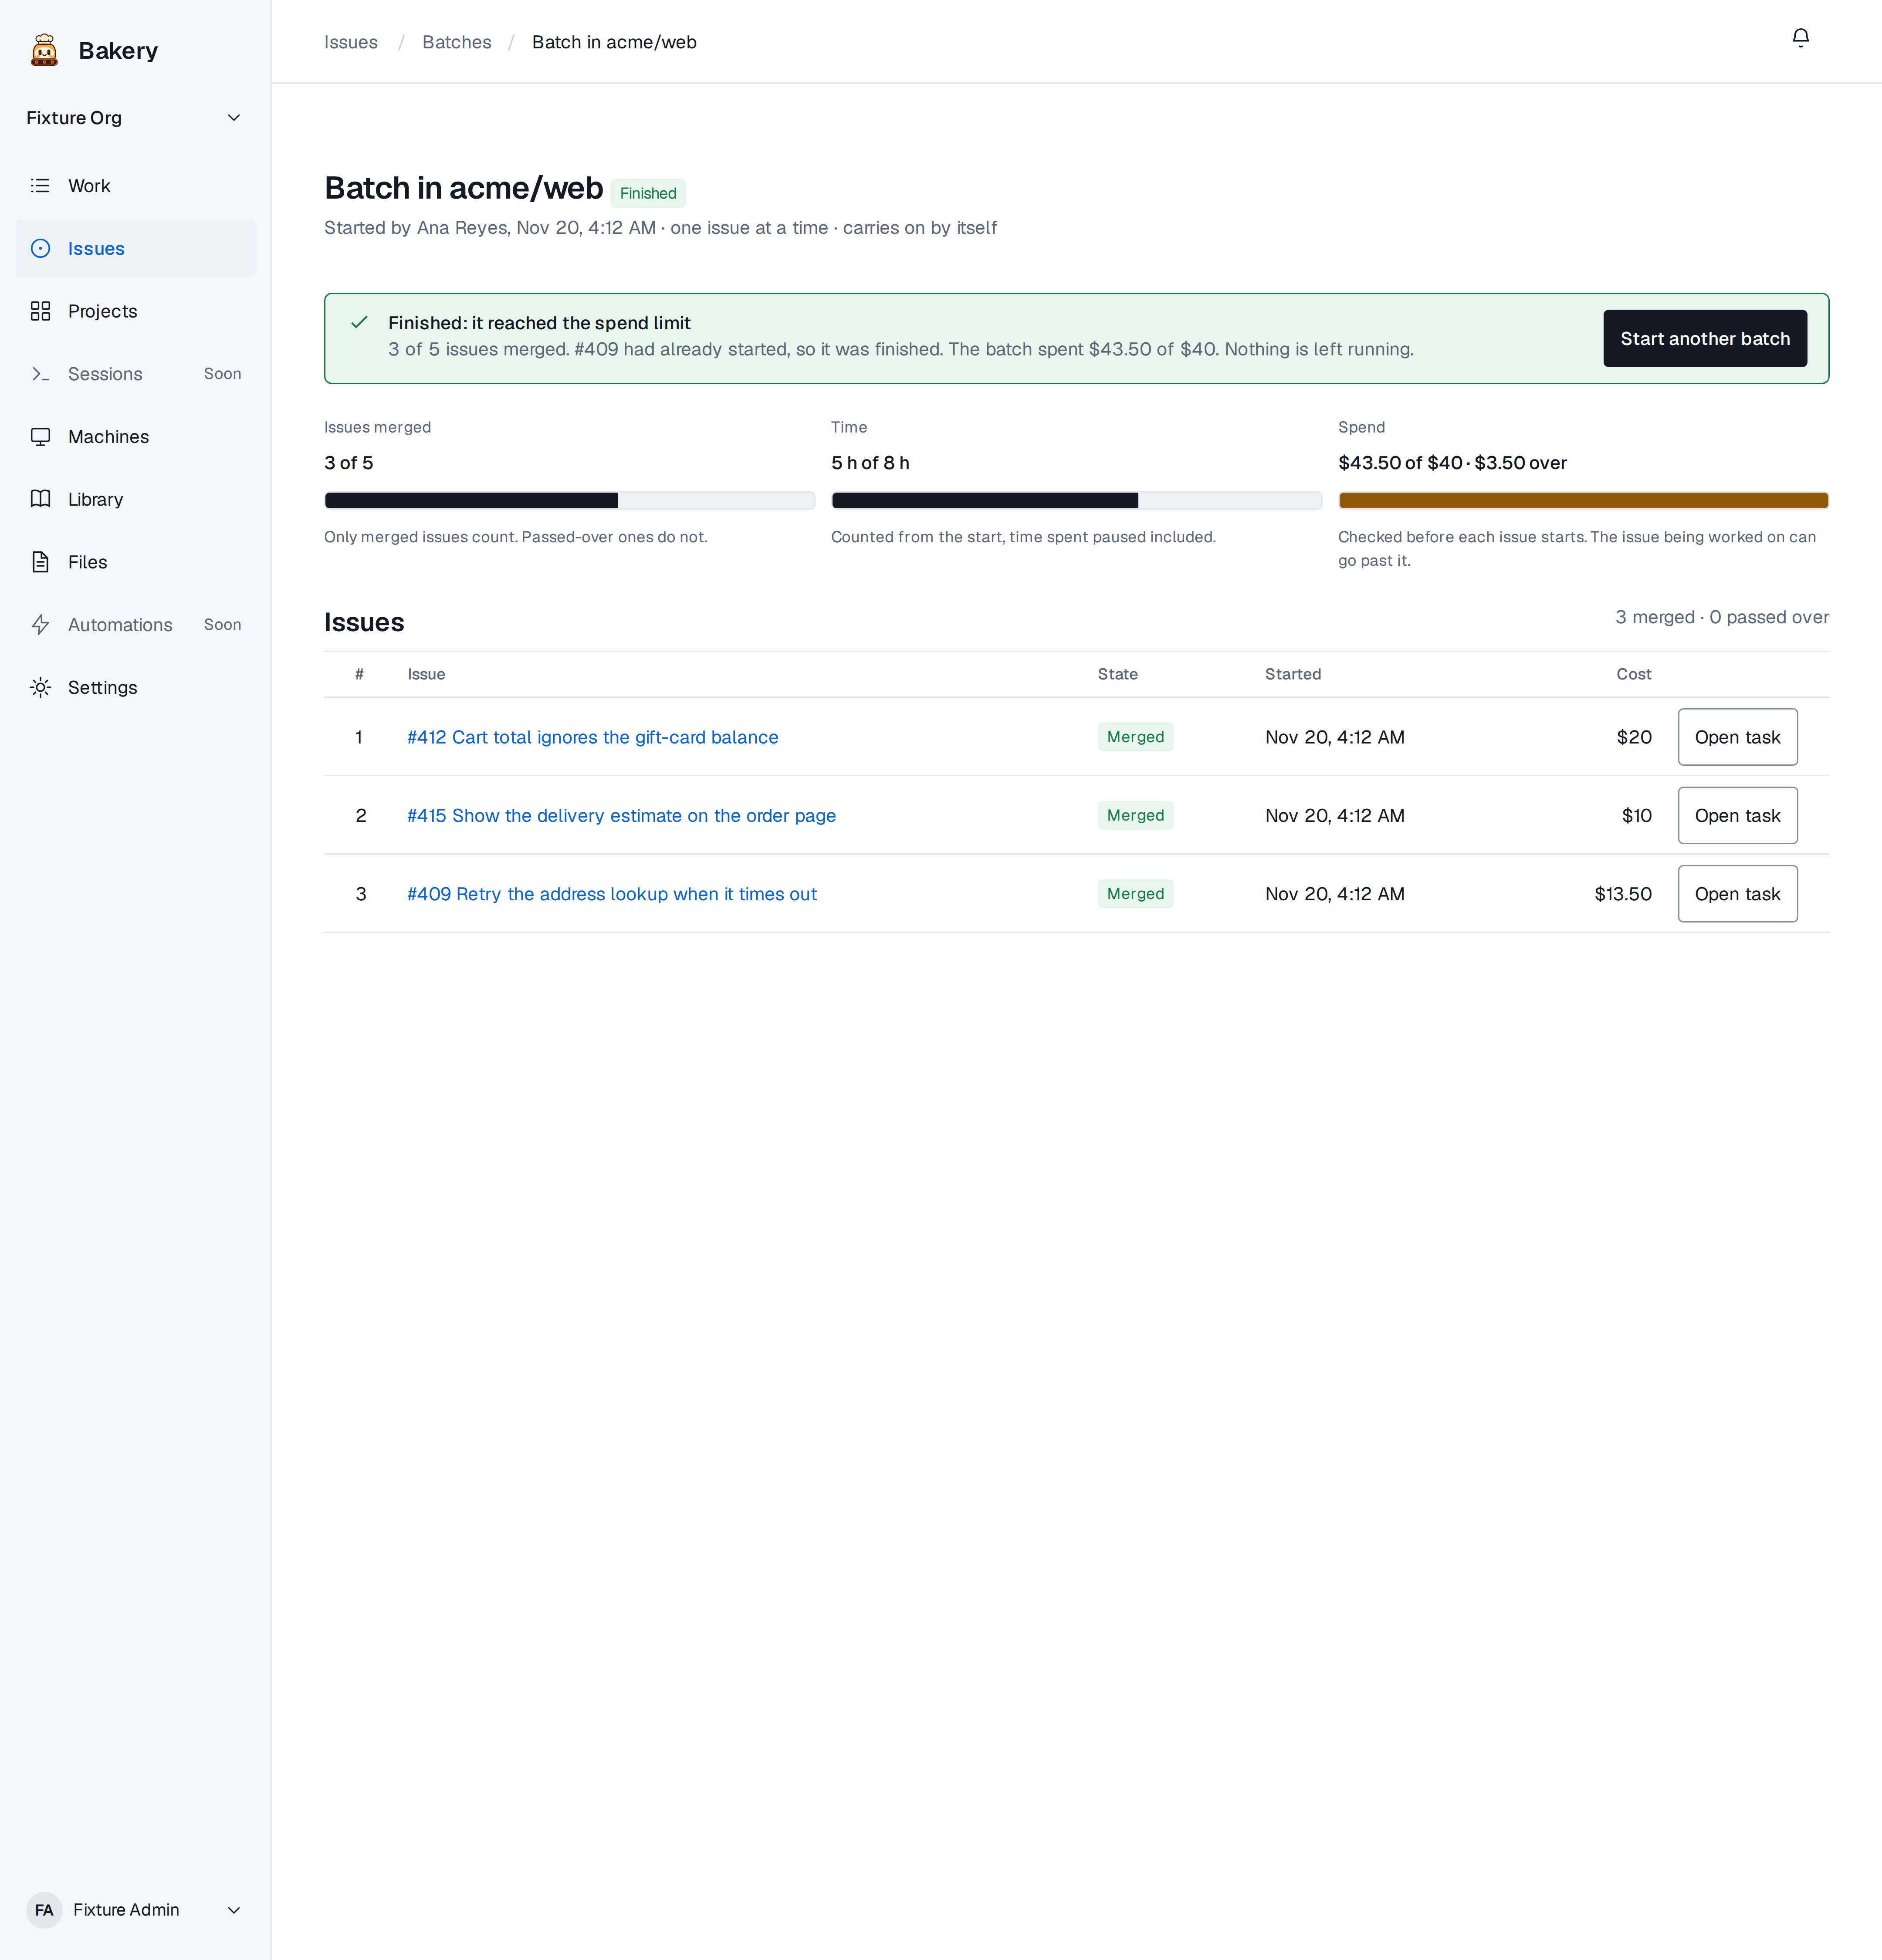 Bakery
Fixture Org
Work
Issues
Projects
Sessions Soon
Machines
Library
Files
Automations Soon
Settings
FA Fixture Admin
Issues / Batches / Batch in acme/web
Batch in acme/web Finished
Started by Ana Reyes, Nov 20, 4:12 AM · one issue at a time · carries on by itself
Finished: it reached the spend limit
3 of 5 issues merged. #409 had already started, so it was finished. The batch spent $43.50 of $40. Nothing is left running.
Start another batch
Issues merged
3 of 5
Only merged issues count. Passed-over ones do not.
Time
5 h of 8 h
Counted from the start, time spent paused included.
Spend
$43.50 of $40 · $3.50 over
Checked before each issue starts. The issue being worked on can
go past it.
Issues 3 merged · 0 passed over
# Issue State Started Cost
1 #412 Cart total ignores the gift-card balance Merged Nov 20, 4:12 AM $20 Open task
2 #415 Show the delivery estimate on the order page Merged Nov 20, 4:12 AM $10 Open task
3 #409 Retry the address lookup when it times out Merged Nov 20, 4:12 AM $13.50 Open task